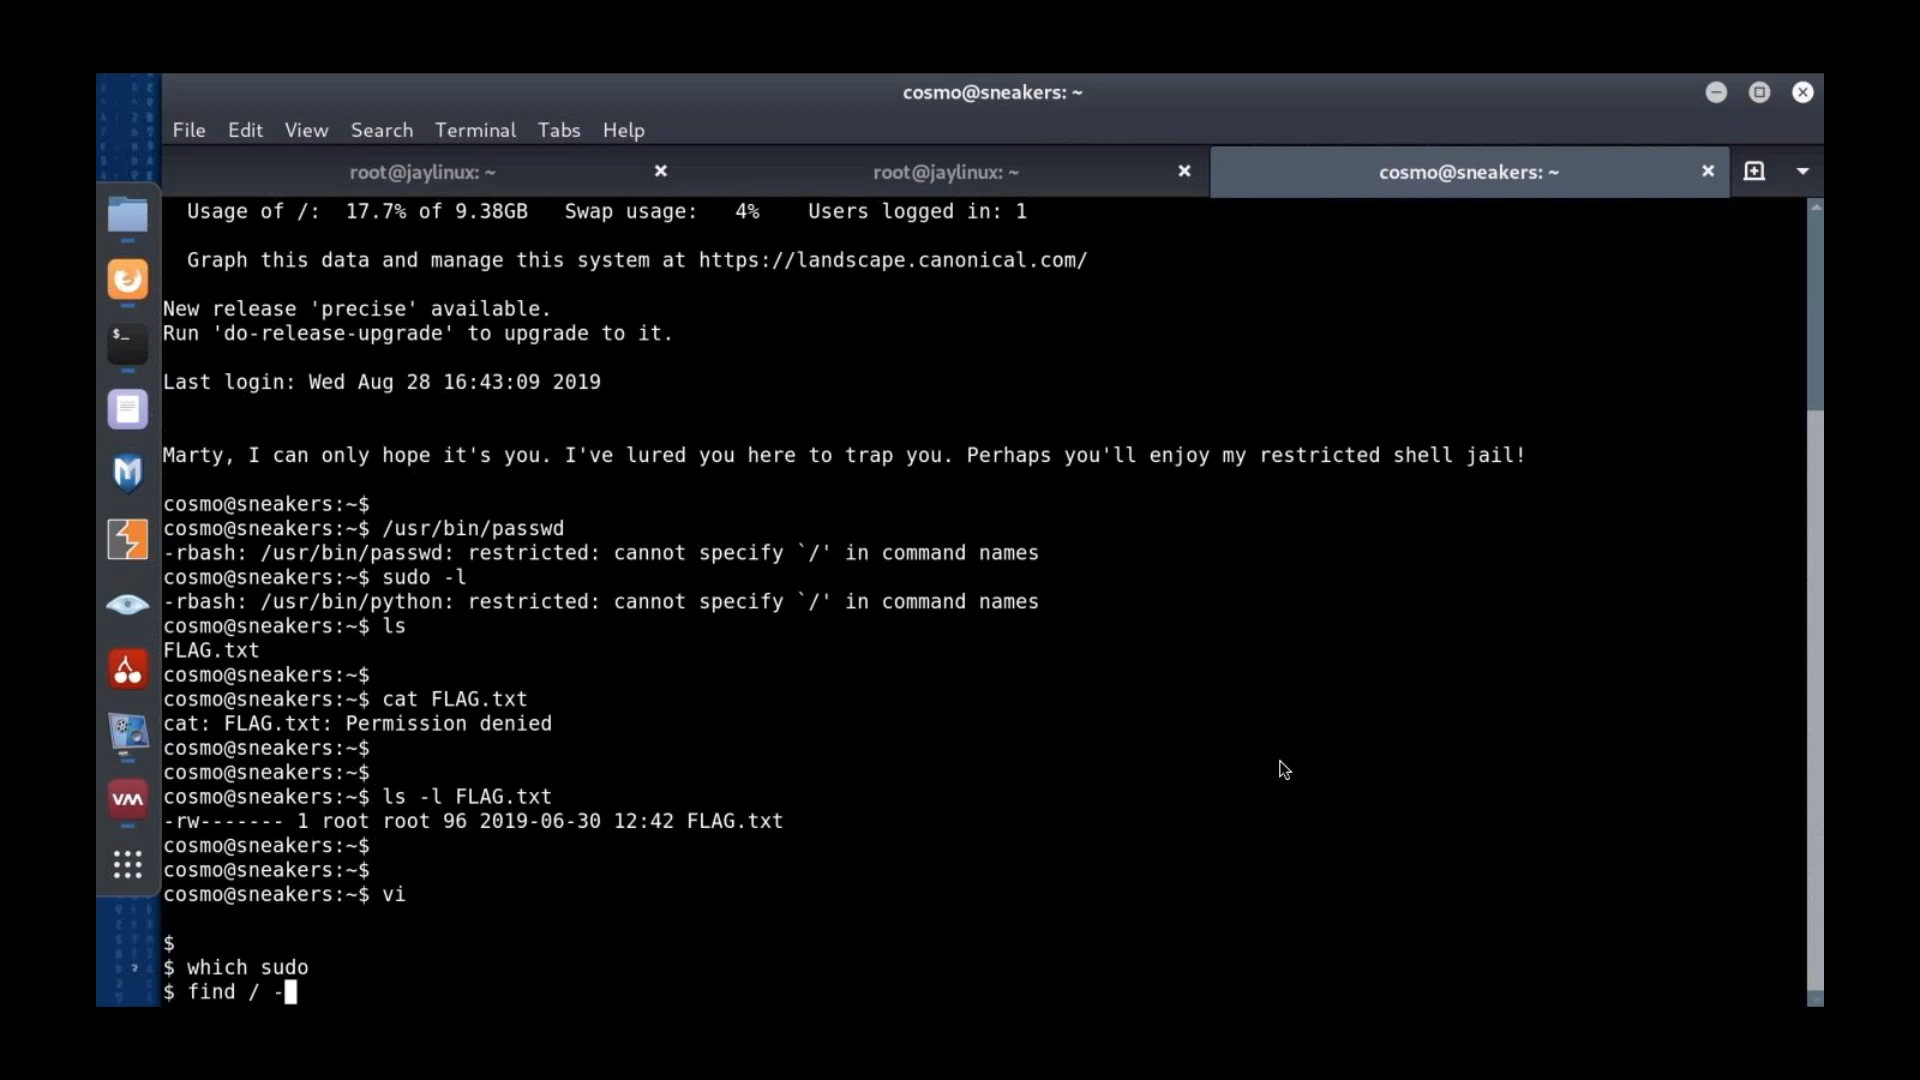 cosmo@sneakers: ~
File Edit View Search Terminal Tabs Help
root@jaylinux: ~ root@jaylinux: ~ cosmo@sneakers: ~
Usage of /: 17.7% of 9.38GB Swap usage: 4% Users logged in: 1
Graph this data and manage this system at https://landscape.canonical.com/
New release 'precise' available.
Run 'do-release-upgrade' to upgrade to it.
Last login: Wed Aug 28 16:43:09 2019
Marty, I can only hope it's you. I've lured you here to trap you. Perhaps you'll enjoy my restricted shell jail!
cosmo@sneakers:~$
cosmo@sneakers:~$ /usr/bin/passwd
-rbash: /usr/bin/passwd: restricted: cannot specify `/' in command names
cosmo@sneakers:~$ sudo -l
-rbash: /usr/bin/python: restricted: cannot specify `/' in command names
cosmo@sneakers:~$ ls
FLAG.txt
cosmo@sneakers:~$
cosmo@sneakers:~$ cat FLAG.txt
cat: FLAG.txt: Permission denied
cosmo@sneakers:~$
cosmo@sneakers:~$
cosmo@sneakers:~$ ls -l FLAG.txt
-rw------- 1 root root 96 2019-06-30 12:42 FLAG.txt
cosmo@sneakers:~$
cosmo@sneakers:~$
cosmo@sneakers:~$ vi
$
$ which sudo
$ find / -
$_
M
vm